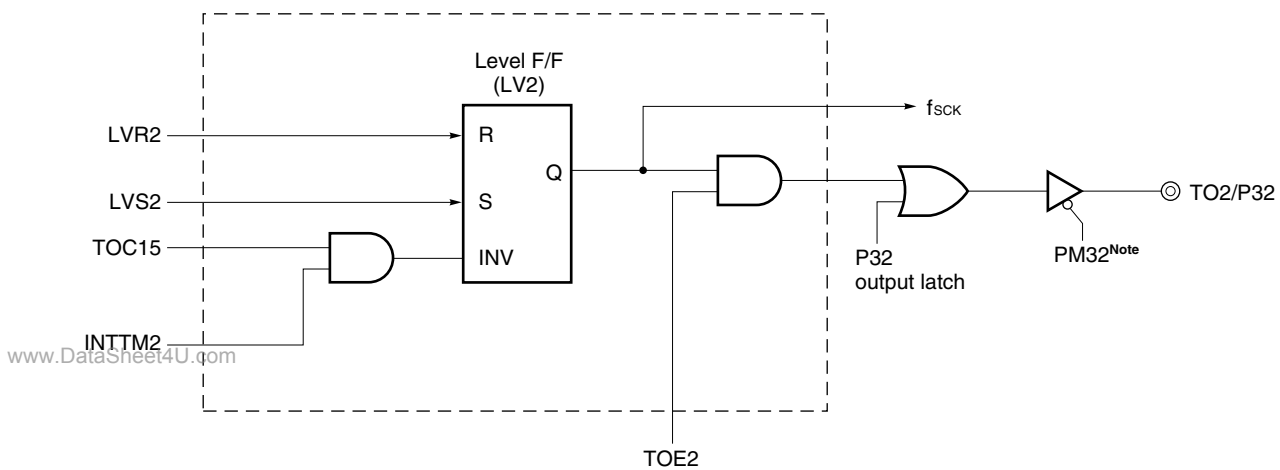 Level F/F
(LV2)
LVR2
R
fSCK
Q
LVS2
S
TO2/P32
TOC15
INV
P32
output latch
PM32Note
INTTM2
www.DataSheet4U.com
TOE2